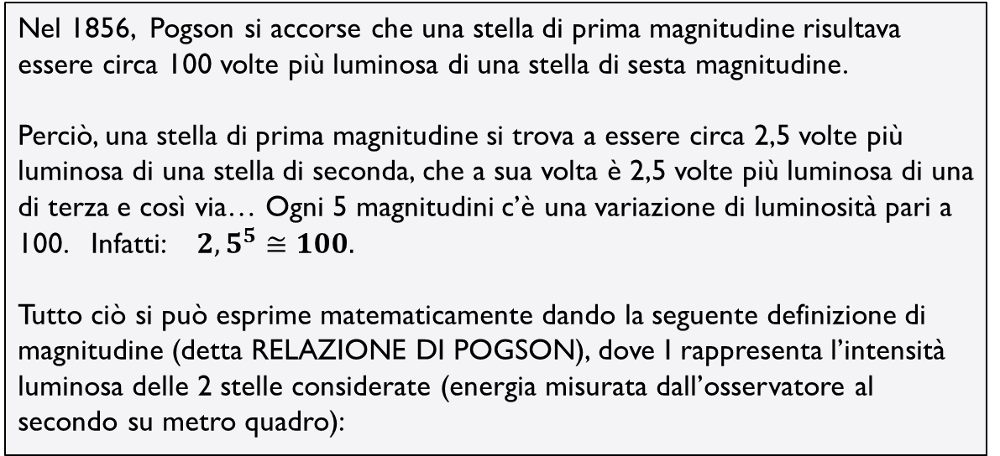 Nel 1856, Pogson si accorse che una stella di prima magnitudine risultava
essere circa 100 volte più luminosa di una stella di sesta magnitudine.
Perciò, una stella di prima magnitudine si trova a essere circa 2,5 volte più
luminosa di una stella di seconda, che a sua volta è 2,5 volte più luminosa di una
di terza e così via… Ogni 5 magnitudini c’è una variazione di luminosità pari a
100. Infatti: 2,5⁵ ≅ 100.
Tutto ciò si può esprime matematicamente dando la seguente definizione di
magnitudine (detta RELAZIONE DI POGSON), dove I rappresenta l’intensità
luminosa delle 2 stelle considerate (energia misurata dall’osservatore al
secondo su metro quadro):